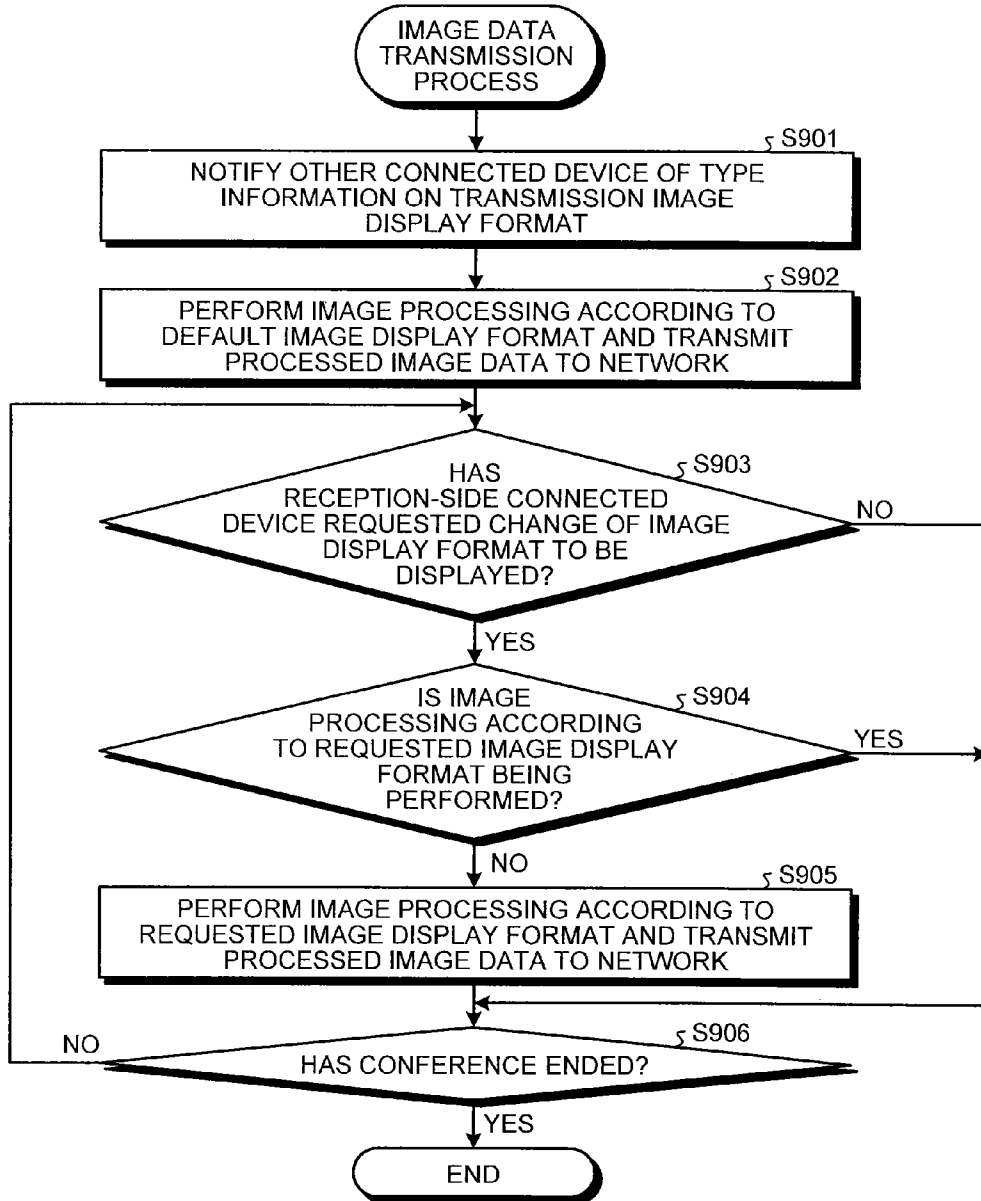 IMAGE DATA
TRANSMISSION
PROCESS
S901
NOTIFY OTHER CONNECTED DEVICE OF TYPE
INFORMATION ON TRANSMISSION IMAGE
DISPLAY FORMAT
S902
PERFORM IMAGE PROCESSING ACCORDING TO
DEFAULT IMAGE DISPLAY FORMAT AND TRANSMIT
PROCESSED IMAGE DATA TO NETWORK
S903
HAS
RECEPTION-SIDE CONNECTED
DEVICE REQUESTED CHANGE OF IMAGE
DISPLAY FORMAT TO BE
DISPLAYED?
NO
YES
S904
IS IMAGE
PROCESSING ACCORDING
TO REQUESTED IMAGE DISPLAY
FORMAT BEING
PERFORMED?
YES
NO
S905
PERFORM IMAGE PROCESSING ACCORDING TO
REQUESTED IMAGE DISPLAY FORMAT AND TRANSMIT
PROCESSED IMAGE DATA TO NETWORK
S906
NO
HAS CONFERENCE ENDED?
YES
END